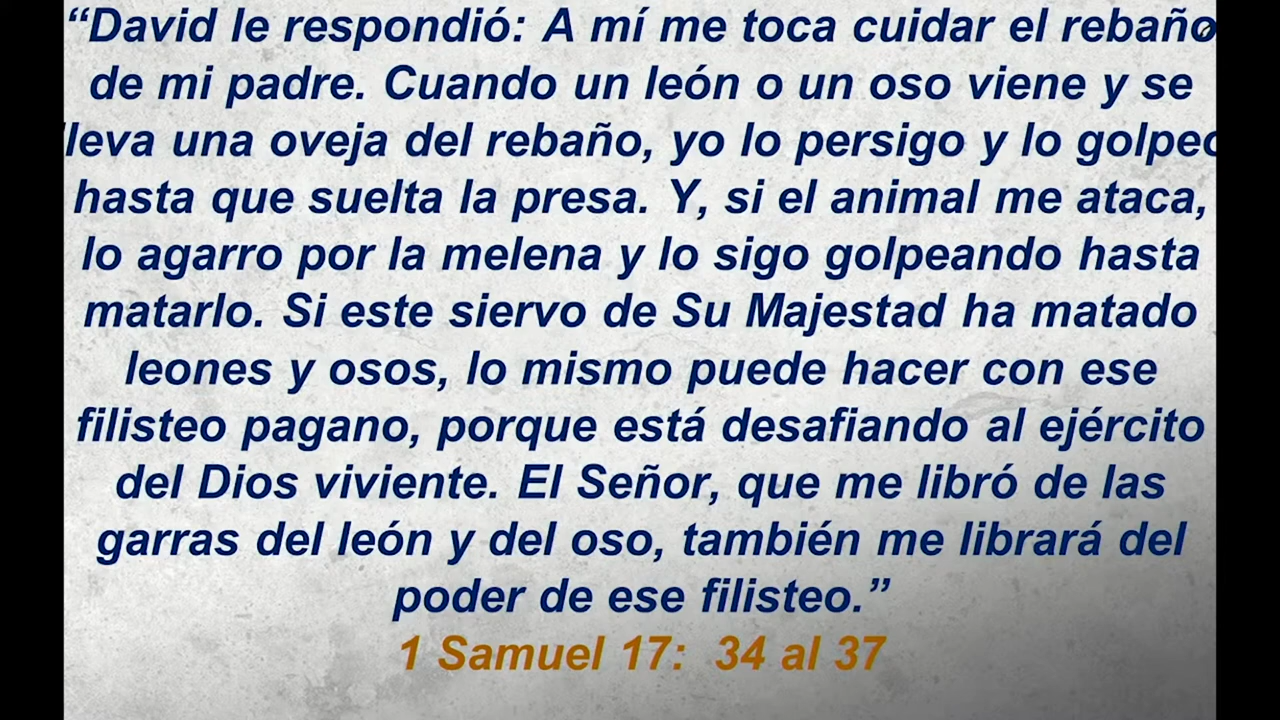 “David le respondió: A mí me toca cuidar el rebaño
de mi padre. Cuando un león o un oso viene y se
lleva una oveja del rebaño, yo lo persigo y lo golpeo
hasta que suelta la presa. Y, si el animal me ataca,
lo agarro por la melena y lo sigo golpeando hasta
matarlo. Si este siervo de Su Majestad ha matado
leones y osos, lo mismo puede hacer con ese
filisteo pagano, porque está desafiando al ejército
del Dios viviente. El Señor, que me libró de las
garras del león y del oso, también me librará del
poder de ese filisteo.”
1 Samuel 17:  34 al 37